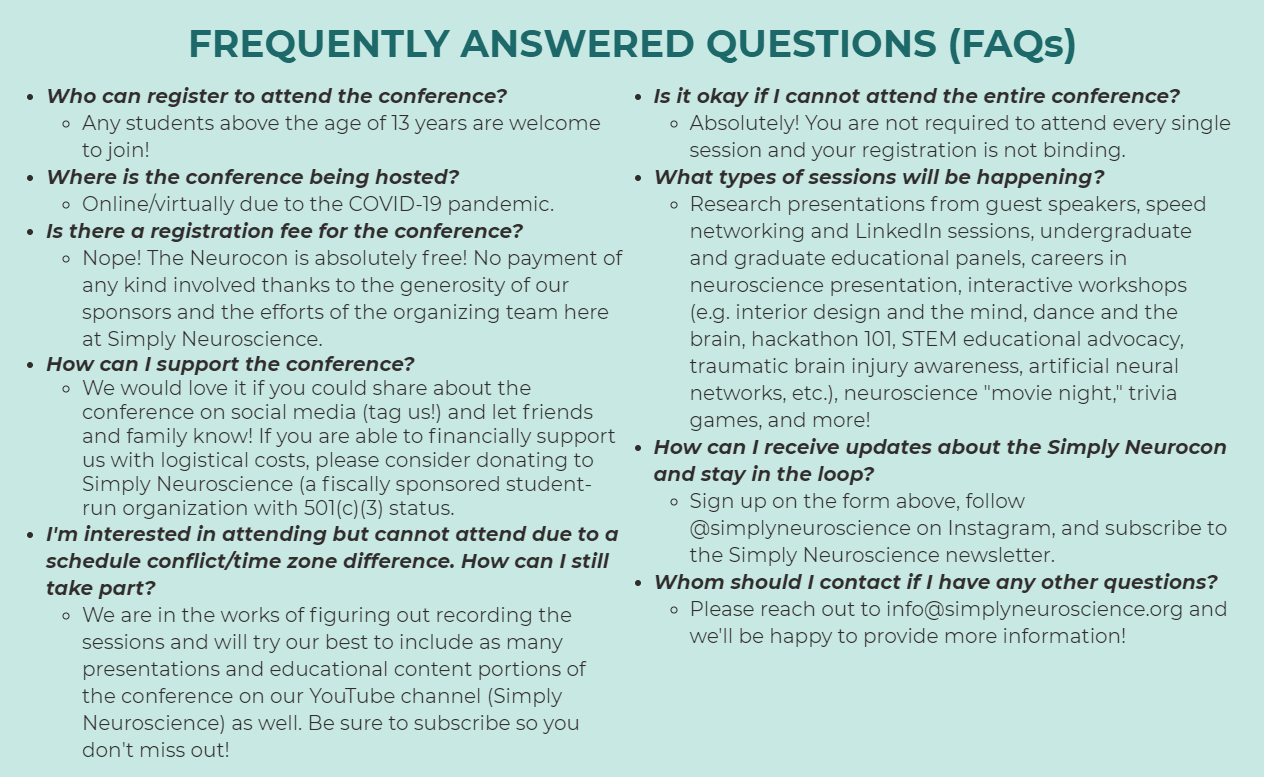 FREQUENTLY ANSWERED QUESTIONS (FAQs)
Who can register to attend the conference?
Any students above the age of 13 years are welcome
to join!
Where is the conference being hosted?
Online/virtually due to the COVID-19 pandemic.
Is there a registration fee for the conference?
Nope! The Neurocon is absolutely free! No payment of
any kind involved thanks to the generosity of our
sponsors and the efforts of the organizing team here
at Simply Neuroscience.
How can I support the conference?
We would love it if you could share about the
conference on social media (tag us!) and let friends
and family know! If you are able to financially support
us with logistical costs, please consider donating to
Simply Neuroscience (a fiscally sponsored student-
run organization with 501(c)(3) status.
I'm interested in attending but cannot attend due to a
schedule conflict/time zone difference. How can I still
take part?
We are in the works of figuring out recording the
sessions and will try our best to include as many
presentations and educational content portions of
the conference on our YouTube channel (Simply
Neuroscience) as well. Be sure to subscribe so you
don't miss out!
Is it okay if I cannot attend the entire conference?
Absolutely! You are not required to attend every single
session and your registration is not binding.
What types of sessions will be happening?
Research presentations from guest speakers, speed
networking and LinkedIn sessions, undergraduate
and graduate educational panels, careers in
neuroscience presentation, interactive workshops
(e.g. interior design and the mind, dance and the
brain, hackathon 101, STEM educational advocacy,
traumatic brain injury awareness, artificial neural
networks, etc.), neuroscience "movie night," trivia
games, and more!
How can I receive updates about the Simply Neurocon
and stay in the loop?
Sign up on the form above, follow
@simplyneuroscience on Instagram, and subscribe to
the Simply Neuroscience newsletter.
Whom should I contact if I have any other questions?
Please reach out to info@simplyneuroscience.org and
we'll be happy to provide more information!